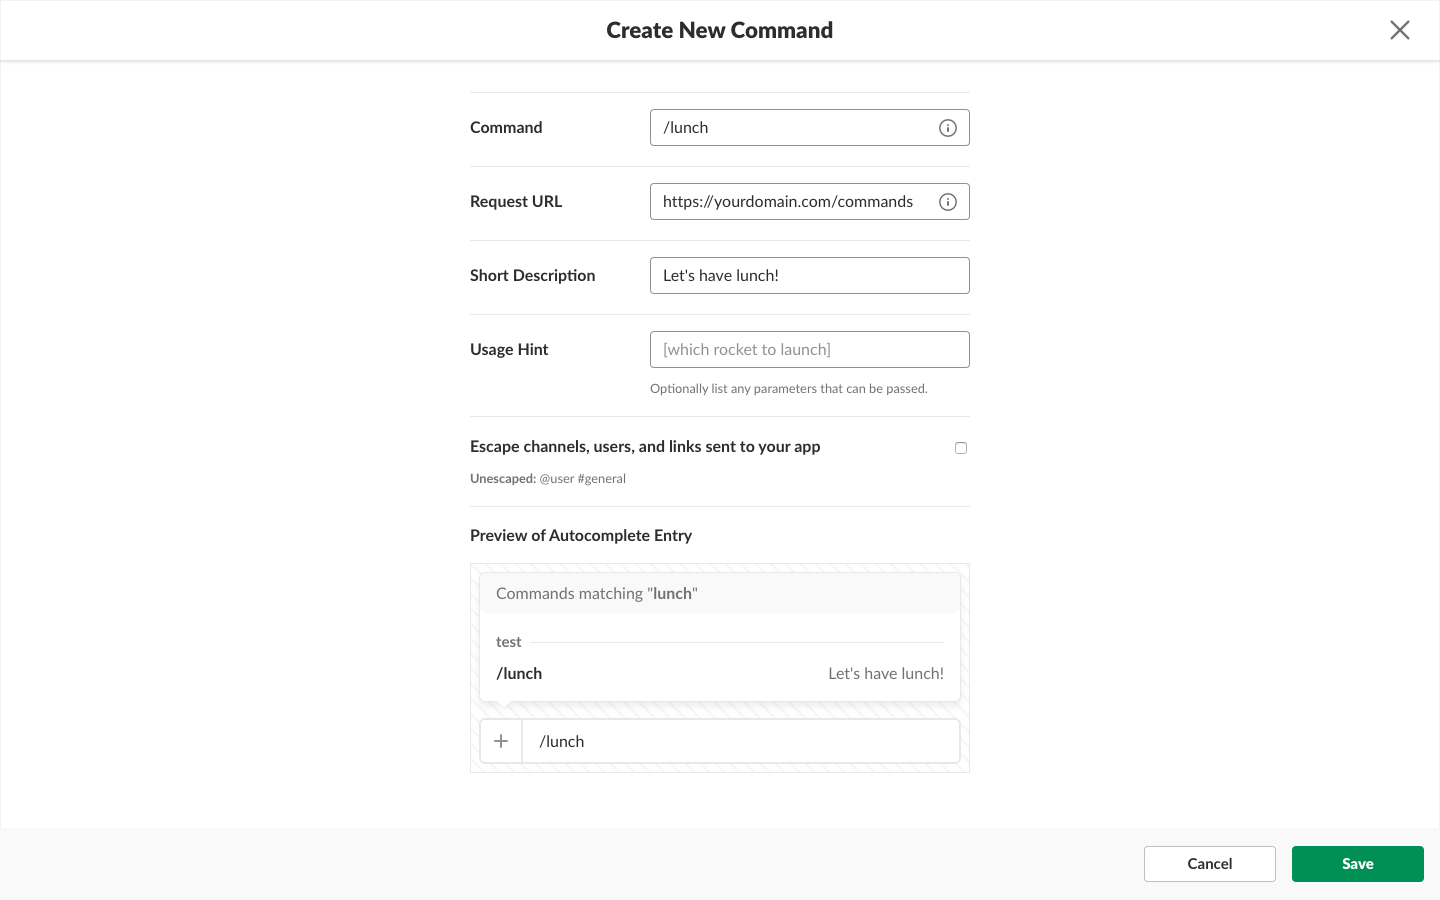 Create New Command
Command
/lunch
Request URL
https://yourdomain.com/commands
Short Description
Let's have lunch!
Usage Hint
[which rocket to launch]
Optionally list any parameters that can be passed.
Escape channels, users, and links sent to your app
Unescaped: @user #general
Preview of Autocomplete Entry
Commands matching "lunch"
test
/lunch Let's have lunch!
/lunch
Cancel Save